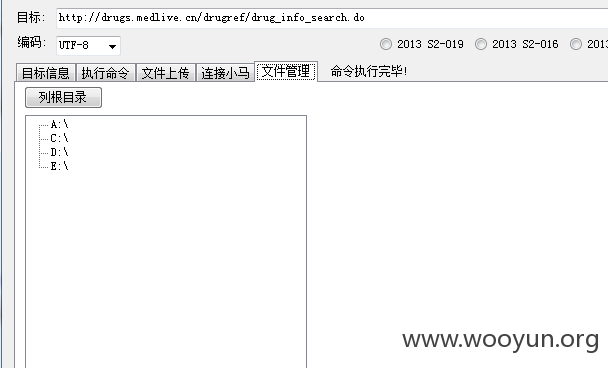 目标: http://drugs.medlive.cn/drugref/drug_info_search.do
编码: UTF-8 2013 S2-019 2013 S2-016 2013
目标信息 执行命令 文件上传 连接小马 文件管理 命令执行完毕!
列根目录
A:\
C:\
D:\
E:\
www.wooyun.org